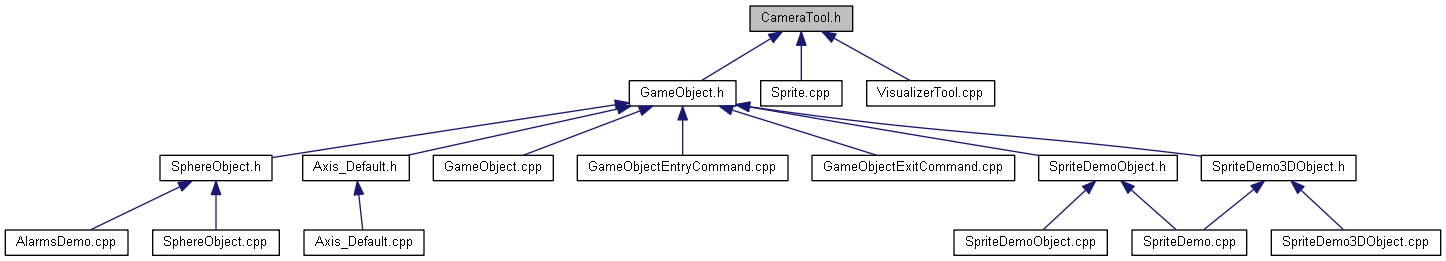 CameraTool.h
GameObject.h
Sprite.cpp
VisualizerTool.cpp
SphereObject.h
Axis_Default.h
GameObject.cpp
GameObjectEntryCommand.cpp
GameObjectExitCommand.cpp
SpriteDemoObject.h
SpriteDemo3DObject.h
AlarmsDemo.cpp
SphereObject.cpp
Axis_Default.cpp
SpriteDemoObject.cpp
SpriteDemo.cpp
SpriteDemo3DObject.cpp